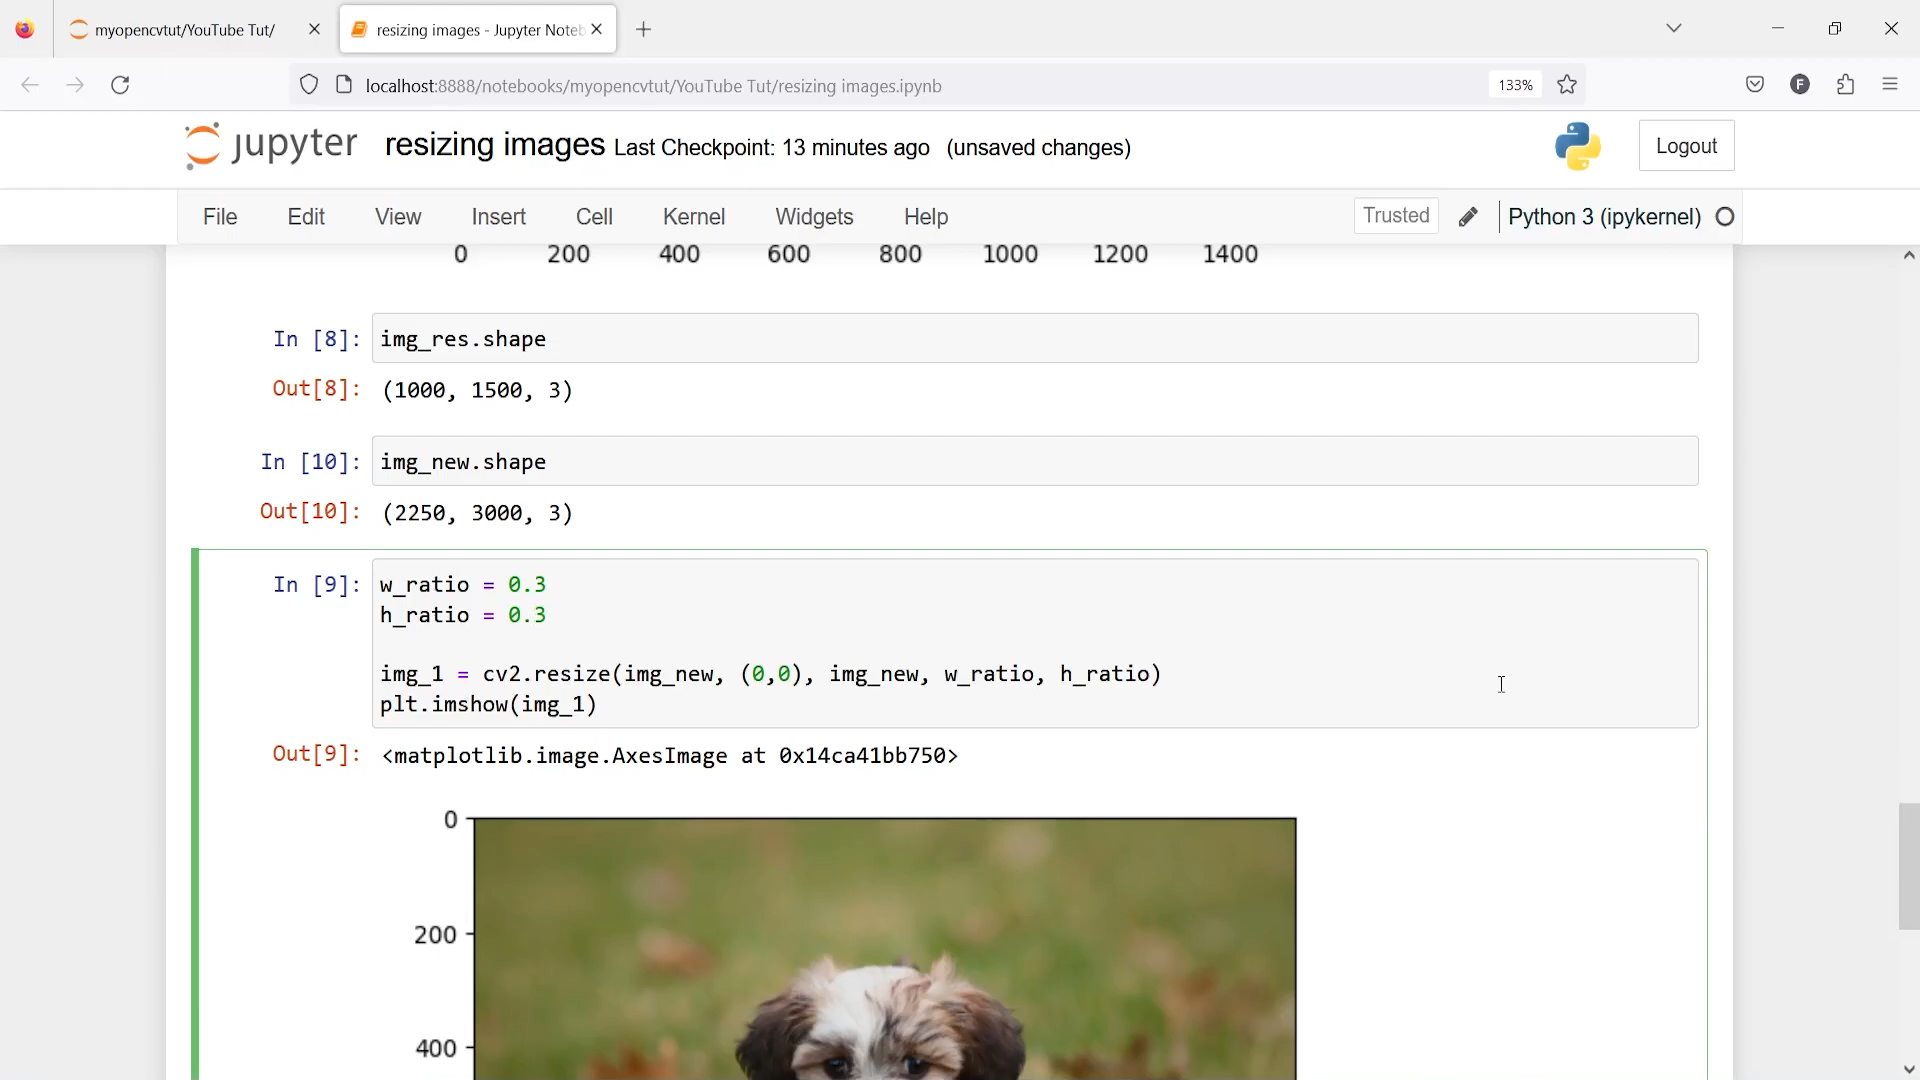 myopencvtut/YouTube Tut/
resizing images - Jupyter Noteb
localhost:8888/notebooks/myopencvtut/YouTube Tut/resizing images.ipynb
133%
F
jupyter resizing images Last Checkpoint: 13 minutes ago (unsaved changes)
Logout
File Edit View Insert Cell Kernel Widgets Help
Trusted Python 3 (ipykernel)
0 200 400 600 800 1000 1200 1400
In [8]: img_res.shape
Out[8]: (1000, 1500, 3)
In [10]: img_new.shape
Out[10]: (2250, 3000, 3)
In [9]: w_ratio = 0.3
h_ratio = 0.3
img_1 = cv2.resize(img_new, (0,0), img_new, w_ratio, h_ratio)
plt.imshow(img_1)
Out[9]: <matplotlib.image.AxesImage at 0x14ca41bb750>
0
200
400